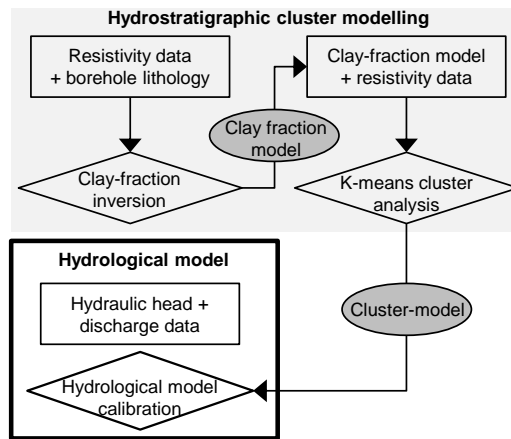 Hydrostratigraphic cluster modelling
Resistivity data
+ borehole lithology
Clay-fraction model
+ resistivity data
Clay fraction
model
Clay-fraction
inversion
K-means cluster
analysis
Hydrological model
Hydraulic head +
discharge data
Cluster-model
Hydrological model
calibration